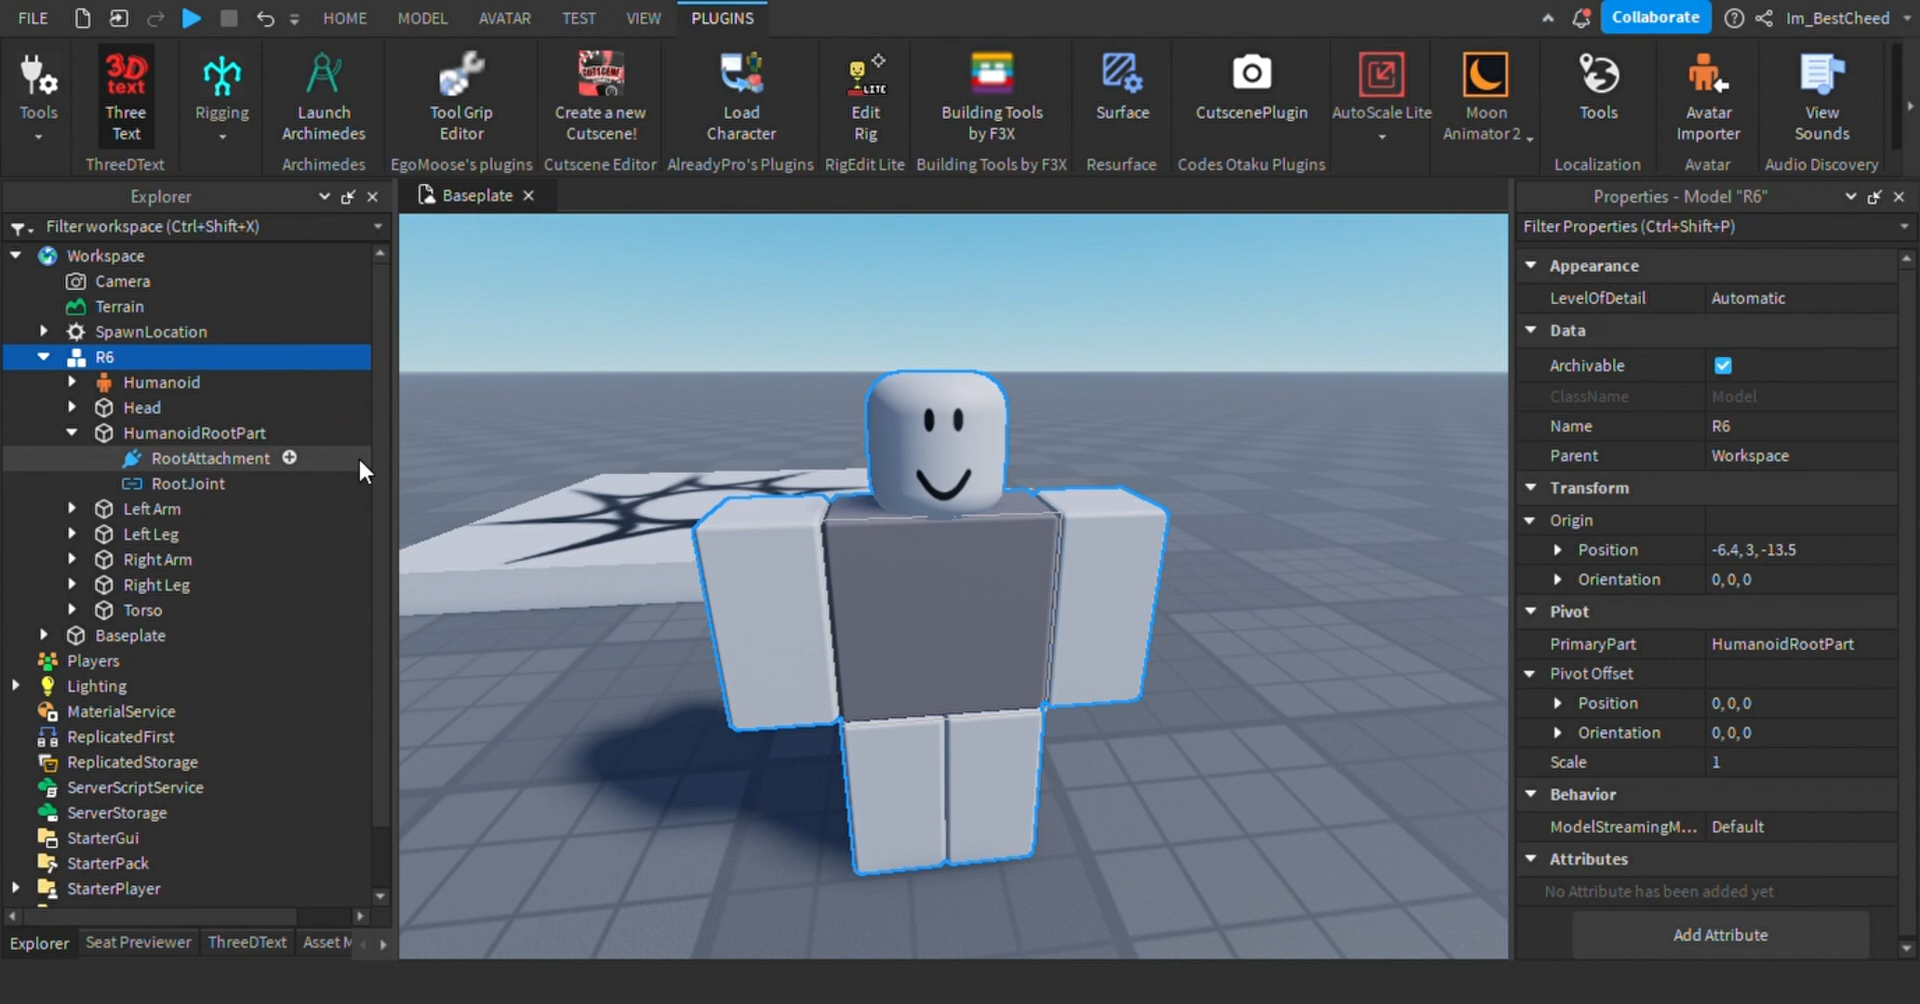 FILE HOME MODEL AVATAR TEST VIEW PLUGINS Collaborate Im_BestCheed
Tools
3D text
Three Text
Rigging
Launch Archimedes
Tool Grip Editor
CUTSCENE
Create a new Cutscene!
Load Character
LITE
Edit Rig
Building Tools by F3X
Surface
CutscenePlugin
AutoScale Lite
Moon Animator 2
Tools
Avatar Importer
View Sounds
ThreeDText Archimedes EgoMoose's plugins Cutscene Editor AlreadyPro's Plugins RigEdit Lite Building Tools by F3X Resurface Codes Otaku Plugins Localization Avatar Audio Discovery
Explorer
Filter workspace (Ctrl+Shift+X)
Workspace
Camera
Terrain
SpawnLocation
R6
Humanoid
Head
HumanoidRootPart
RootAttachment
RootJoint
Left Arm
Left Leg
Right Arm
Right Leg
Torso
Baseplate
Players
Lighting
MaterialService
ReplicatedFirst
ReplicatedStorage
ServerScriptService
ServerStorage
StarterGui
StarterPack
StarterPlayer
Explorer Seat Previewer ThreeDText Asset M
Baseplate
Properties - Model "R6"
Filter Properties (Ctrl+Shift+P)
Appearance
LevelOfDetail Automatic
Data
Archivable
ClassName Model
Name R6
Parent Workspace
Transform
Origin
Position -6.4, 3, -13.5
Orientation 0, 0, 0
Pivot
PrimaryPart HumanoidRootPart
Pivot Offset
Position 0, 0, 0
Orientation 0, 0, 0
Scale 1
Behavior
ModelStreamingM... Default
Attributes
No Attribute has been added yet
Add Attribute